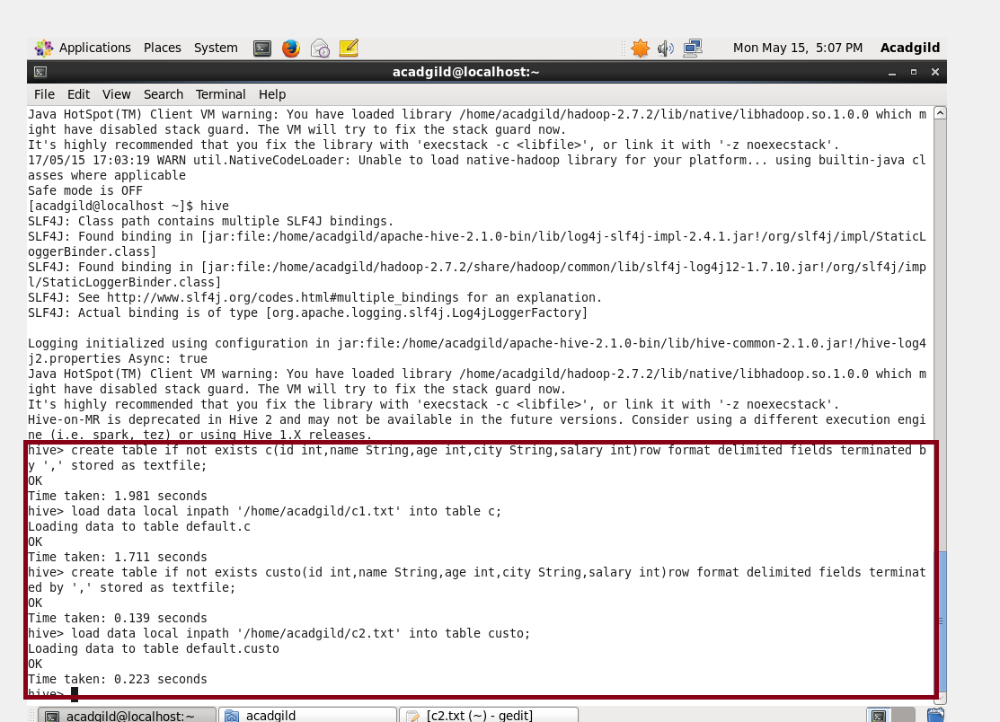 Applications Places System Mon May 15, 5:07 PM Acadgild
acadgild@localhost:~
File Edit View Search Terminal Help
Java HotSpot(TM) Client VM warning: You have loaded library /home/acadgild/hadoop-2.7.2/lib/native/libhadoop.so.1.0.0 which m
ight have disabled stack guard. The VM will try to fix the stack guard now.
It's highly recommended that you fix the library with 'execstack -c <libfile>', or link it with '-z noexecstack'.
17/05/15 17:03:19 WARN util.NativeCodeLoader: Unable to load native-hadoop library for your platform... using builtin-java cl
asses where applicable
Safe mode is OFF
[acadgild@localhost ~]$ hive
SLF4J: Class path contains multiple SLF4J bindings.
SLF4J: Found binding in [jar:file:/home/acadgild/apache-hive-2.1.0-bin/lib/log4j-slf4j-impl-2.4.1.jar!/org/slf4j/impl/StaticL
oggerBinder.class]
SLF4J: Found binding in [jar:file:/home/acadgild/hadoop-2.7.2/share/hadoop/common/lib/slf4j-log4j12-1.7.10.jar!/org/slf4j/imp
l/StaticLoggerBinder.class]
SLF4J: See http://www.slf4j.org/codes.html#multiple_bindings for an explanation.
SLF4J: Actual binding is of type [org.apache.logging.slf4j.Log4jLoggerFactory]
Logging initialized using configuration in jar:file:/home/acadgild/apache-hive-2.1.0-bin/lib/hive-common-2.1.0.jar!/hive-log4
j2.properties Async: true
Java HotSpot(TM) Client VM warning: You have loaded library /home/acadgild/hadoop-2.7.2/lib/native/libhadoop.so.1.0.0 which m
ight have disabled stack guard. The VM will try to fix the stack guard now.
It's highly recommended that you fix the library with 'execstack -c <libfile>', or link it with '-z noexecstack'.
Hive-on-MR is deprecated in Hive 2 and may not be available in the future versions. Consider using a different execution engi
ne (i.e. spark, tez) or using Hive 1.X releases.
hive> create table if not exists c(id int,name String,age int,city String,salary int)row format delimited fields terminated b
y ',' stored as textfile;
OK
Time taken: 1.981 seconds
hive> load data local inpath '/home/acadgild/c1.txt' into table c;
Loading data to table default.c
OK
Time taken: 1.711 seconds
hive> create table if not exists custo(id int,name String,age int,city String,salary int)row format delimited fields terminat
ed by ',' stored as textfile;
OK
Time taken: 0.139 seconds
hive> load data local inpath '/home/acadgild/c2.txt' into table custo;
Loading data to table default.custo
OK
Time taken: 0.223 seconds
hive>
acadgild@localhost:~ acadgild [c2.txt (~) - gedit]